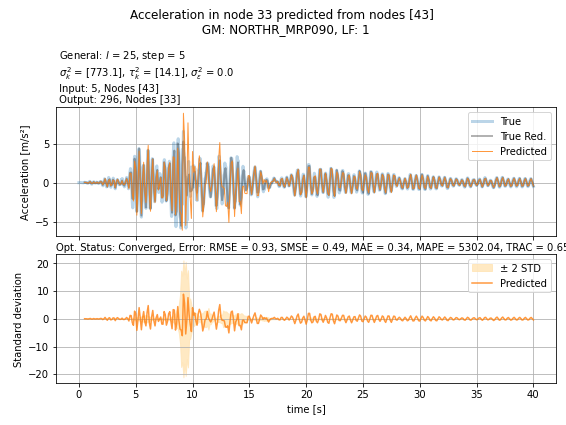 Acceleration in node 33 predicted from nodes [43]
GM: NORTHR_MRP090, LF: 1
General: l = 25, step = 5
σ²ₖ = [773.1], τ²ₖ = [14.1], σ²ε = 0.0
Input: 5, Nodes [43]
Output: 296, Nodes [33]
Acceleration [m/s²]
5
0
−5
True
True Red.
Predicted
Opt. Status: Converged, Error: RMSE = 0.93, SMSE = 0.49, MAE = 0.34, MAPE = 5302.04, TRAC = 0.65
Standard deviation
20
10
0
−10
−20
± 2 STD
Predicted
0 5 10 15 20 25 30 35 40
time [s]